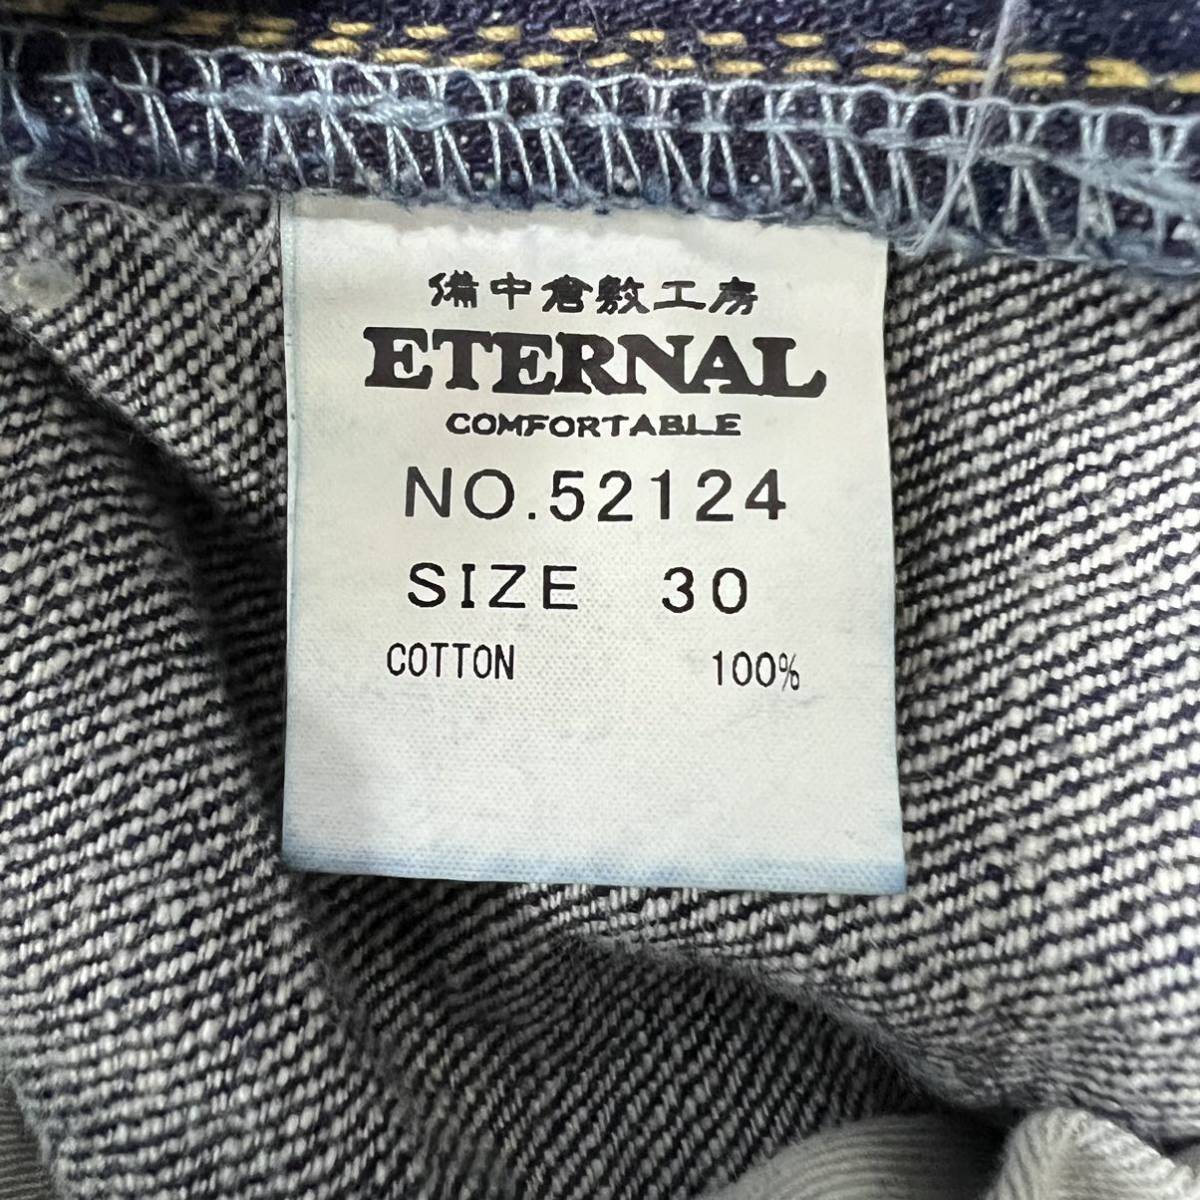 備中倉敷工房
ETERNAL
COMFORTABLE
NO.52124
SIZE 30
COTTON 100%